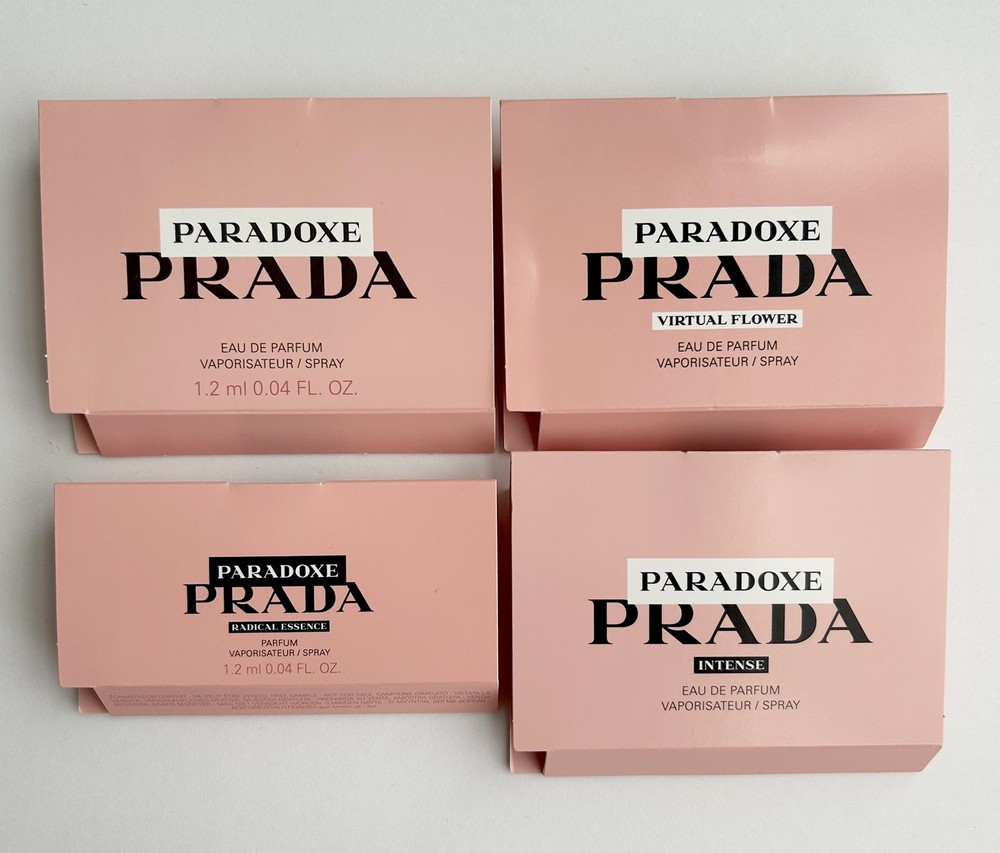 PARADOXE
PRADA
EAU DE PARFUM
VAPORISATEUR / SPRAY
1.2 ml 0.04 FL. OZ.
PARADOXE
PRADA
VIRTUAL FLOWER
EAU DE PARFUM
VAPORISATEUR / SPRAY
PARADOXE
PRADA
RADICAL ESSENCE
PARFUM
VAPORISATEUR / SPRAY
1.2 ml 0.04 FL. OZ.
PARADOXE
PRADA
INTENSE
EAU DE PARFUM
VAPORISATEUR / SPRAY